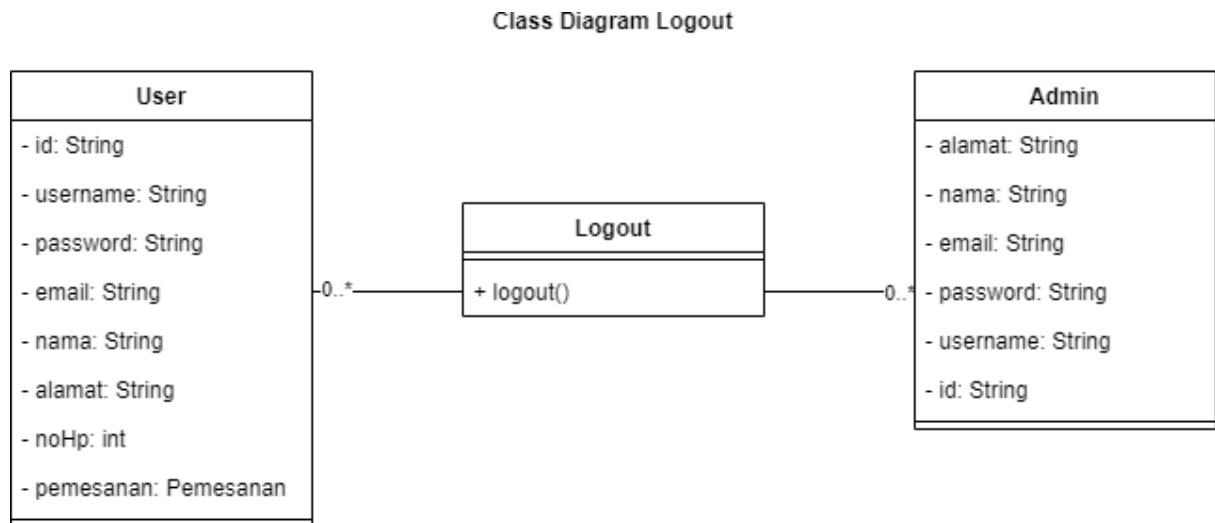 Class Diagram Logout
User
- id: String
- username: String
- password: String
- email: String
- nama: String
- alamat: String
- noHp: int
- pemesanan: Pemesanan
0..*
Logout
+ logout()
0..*
Admin
- alamat: String
- nama: String
- email: String
- password: String
- username: String
- id: String